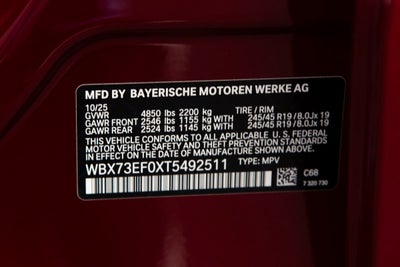 MFD BY BAYERISCHE MOTOREN WERKE AG
10/25 TIRE / RIM
GVWR 4850 lbs 2200 kg
GAWR FRONT 2546 lbs 1155 kg WITH 245/45 R19 / 8.0Jx 19
GAWR REAR 2524 lbs 1145 kg WITH 245/45 R19 / 8.0Jx 19
THIS VEHICLE CONFORMS TO ALL APPLICABLE U. S. FEDERAL
MOTOR VEHICLE SAFETY AND THEFT PREVENTION STANDARDS
IN EFFECT ON THE DATE OF MANUFACTURE SHOWN ABOVE.
WBX73EF0XT5492511 TYPE: MPV
C68
7 320 730